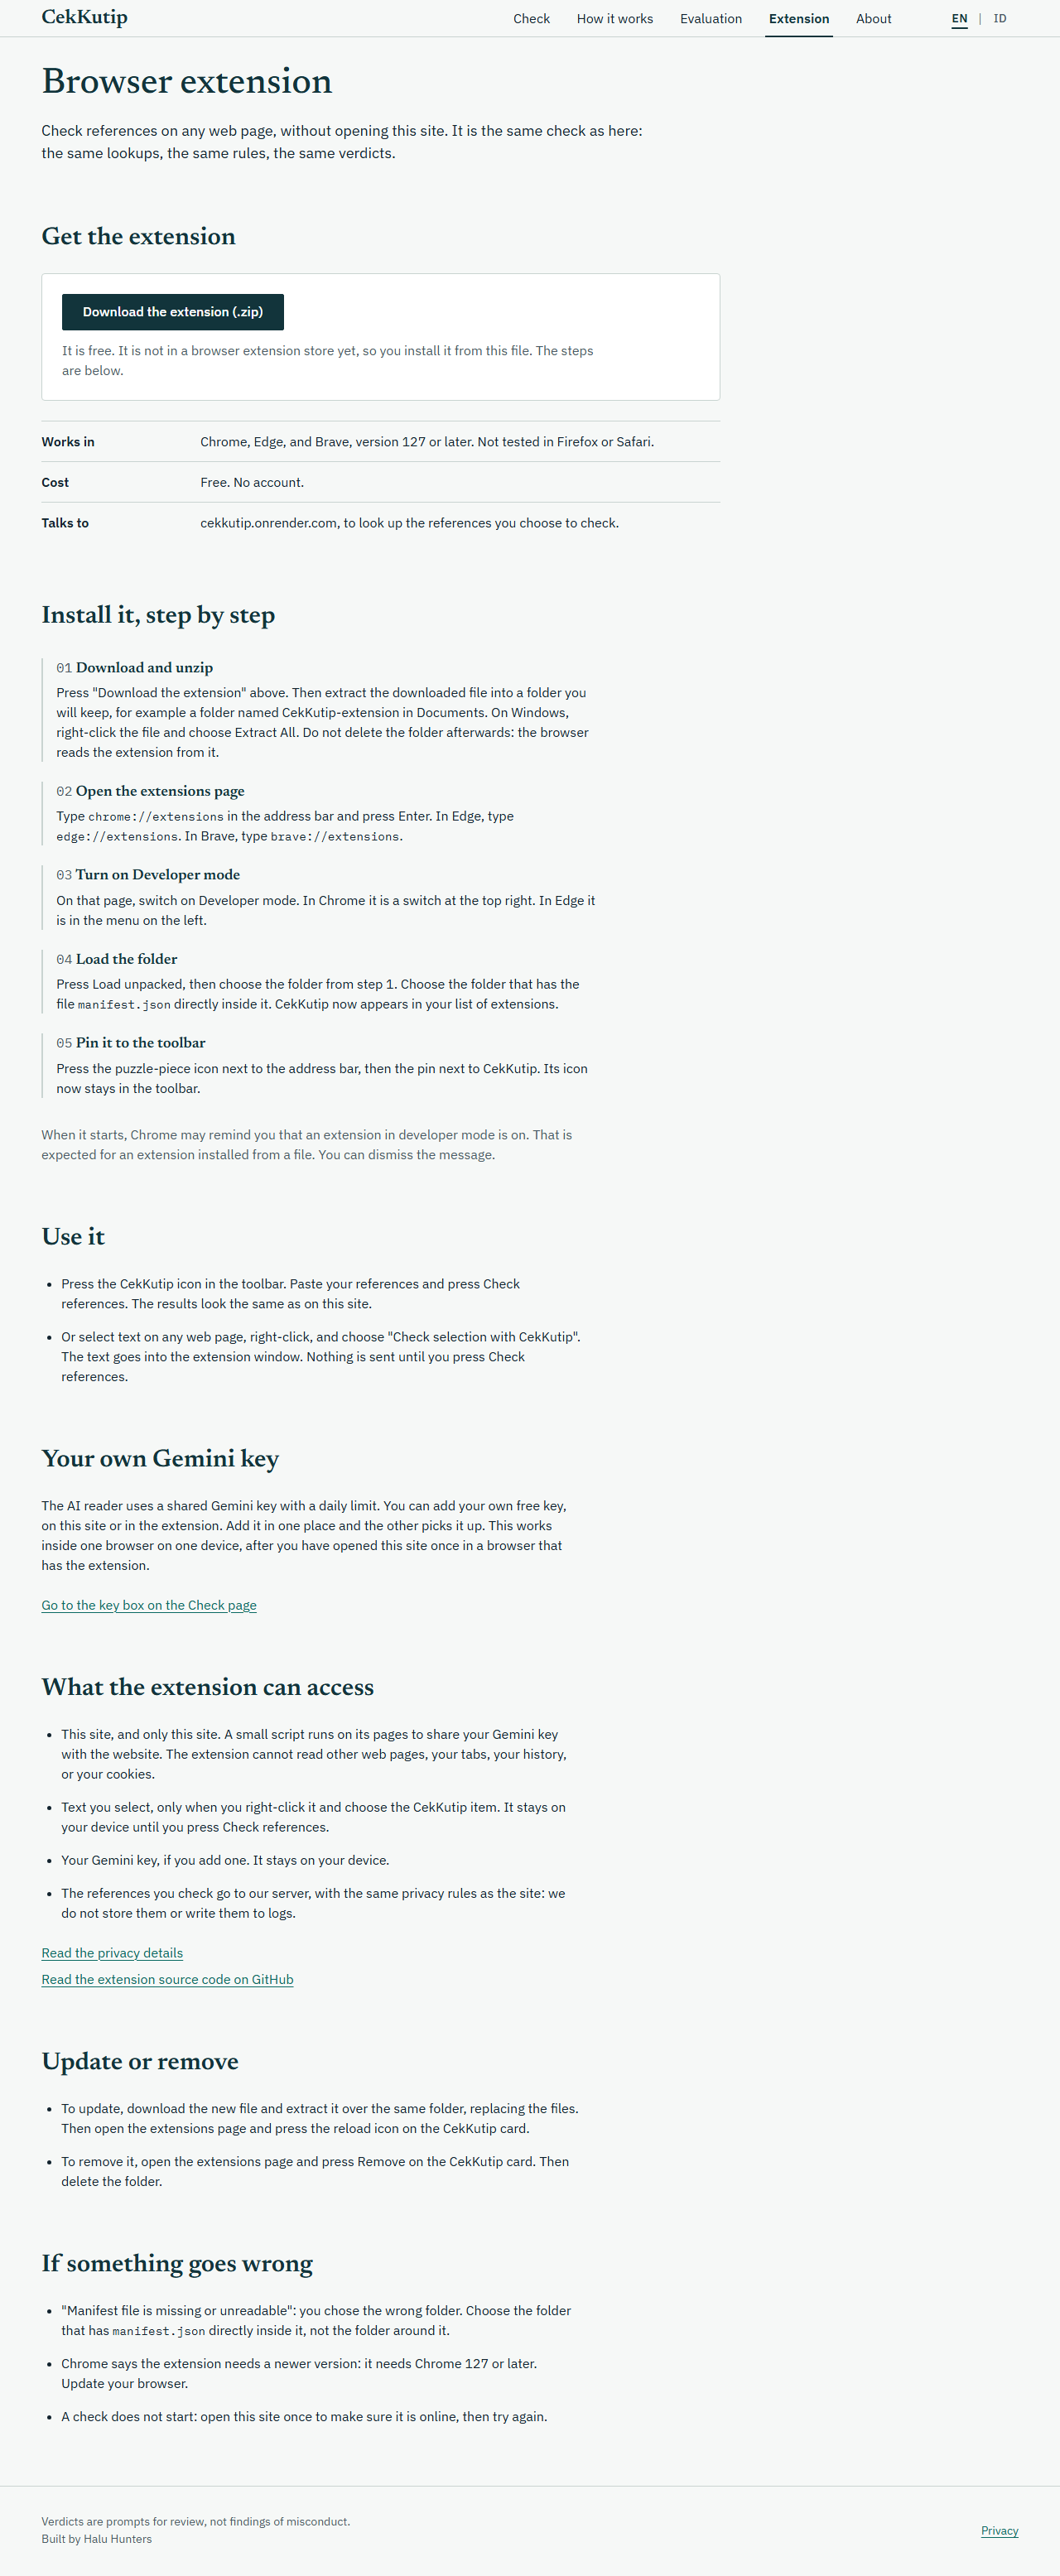 CekKutip
Check How it works Evaluation Extension About EN | ID
Browser extension
Check references on any web page, without opening this site. It is the same check as here:
the same lookups, the same rules, the same verdicts.
Get the extension
Download the extension (.zip)
It is free. It is not in a browser extension store yet, so you install it from this file. The steps
are below.
Works in Chrome, Edge, and Brave, version 127 or later. Not tested in Firefox or Safari.
Cost Free. No account.
Talks to cekkutip.onrender.com, to look up the references you choose to check.
Install it, step by step
01 Download and unzip
Press "Download the extension" above. Then extract the downloaded file into a folder you
will keep, for example a folder named CekKutip-extension in Documents. On Windows,
right-click the file and choose Extract All. Do not delete the folder afterwards: the browser
reads the extension from it.
02 Open the extensions page
Type chrome://extensions in the address bar and press Enter. In Edge, type
edge://extensions. In Brave, type brave://extensions.
03 Turn on Developer mode
On that page, switch on Developer mode. In Chrome it is a switch at the top right. In Edge it
is in the menu on the left.
04 Load the folder
Press Load unpacked, then choose the folder from step 1. Choose the folder that has the
file manifest.json directly inside it. CekKutip now appears in your list of extensions.
05 Pin it to the toolbar
Press the puzzle-piece icon next to the address bar, then the pin next to CekKutip. Its icon
now stays in the toolbar.
When it starts, Chrome may remind you that an extension in developer mode is on. That is
expected for an extension installed from a file. You can dismiss the message.
Use it
• Press the CekKutip icon in the toolbar. Paste your references and press Check
references. The results look the same as on this site.
• Or select text on any web page, right-click, and choose "Check selection with CekKutip".
The text goes into the extension window. Nothing is sent until you press Check
references.
Your own Gemini key
The AI reader uses a shared Gemini key with a daily limit. You can add your own free key,
on this site or in the extension. Add it in one place and the other picks it up. This works
inside one browser on one device, after you have opened this site once in a browser that
has the extension.
Go to the key box on the Check page
What the extension can access
• This site, and only this site. A small script runs on its pages to share your Gemini key
with the website. The extension cannot read other web pages, your tabs, your history,
or your cookies.
• Text you select, only when you right-click it and choose the CekKutip item. It stays on
your device until you press Check references.
• Your Gemini key, if you add one. It stays on your device.
• The references you check go to our server, with the same privacy rules as the site: we
do not store them or write them to logs.
Read the privacy details
Read the extension source code on GitHub
Update or remove
• To update, download the new file and extract it over the same folder, replacing the files.
Then open the extensions page and press the reload icon on the CekKutip card.
• To remove it, open the extensions page and press Remove on the CekKutip card. Then
delete the folder.
If something goes wrong
• "Manifest file is missing or unreadable": you chose the wrong folder. Choose the folder
that has manifest.json directly inside it, not the folder around it.
• Chrome says the extension needs a newer version: it needs Chrome 127 or later.
Update your browser.
• A check does not start: open this site once to make sure it is online, then try again.
Verdicts are prompts for review, not findings of misconduct.
Built by Halu Hunters
Privacy